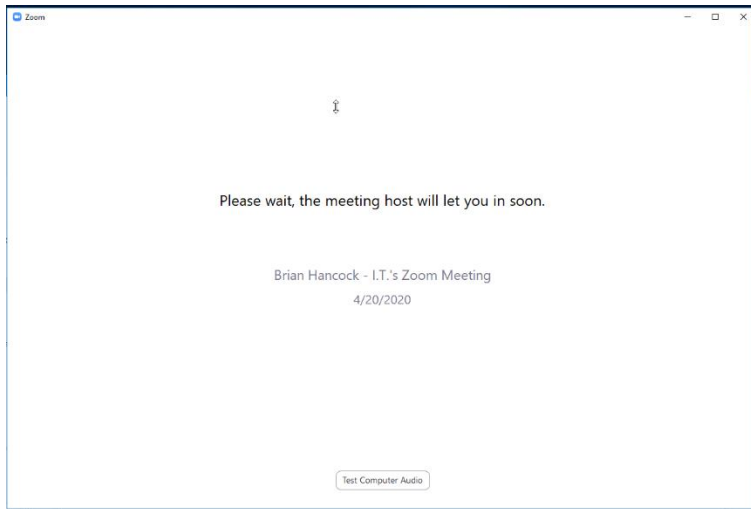 Zoom
Please wait, the meeting host will let you in soon.
Brian Hancock - I.T.'s Zoom Meeting
4/20/2020
Test Computer Audio